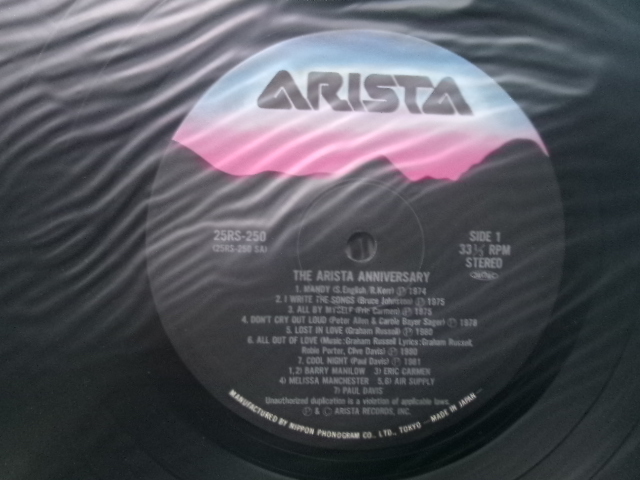 ARISTA
25RS-250
(25RS-250 SA)
SIDE 1
33 1/3 RPM
STEREO
THE ARISTA ANNIVERSARY
1. MANDY (S. English/R. Kerr) Ⓟ 1974
2. I WRITE THE SONGS (Bruce Johnston) Ⓟ 1975
3. ALL BY MYSELF (Eric Carmen) Ⓟ 1975
4. DON'T CRY OUT LOUD (Peter Allen & Carole Bayer Sager) Ⓟ 1978
5. LOST IN LOVE (Graham Russell) Ⓟ 1980
6. ALL OUT OF LOVE (Music: Graham Russell Lyrics: Graham Russell,
Robie Porter, Clive Davis) Ⓟ 1980
7. COOL NIGHT (Paul Davis) Ⓟ 1981
1.2) BARRY MANILOW 3) ERIC CARMEN
4) MELISSA MANCHESTER 5.6) AIR SUPPLY
7) PAUL DAVIS
Unauthorized duplication is a violation of applicable laws.
Ⓟ & © ARISTA RECORDS, INC.
MANUFACTURED BY NIPPON PHONOGRAM CO., LTD., TOKYO — MADE IN JAPAN —